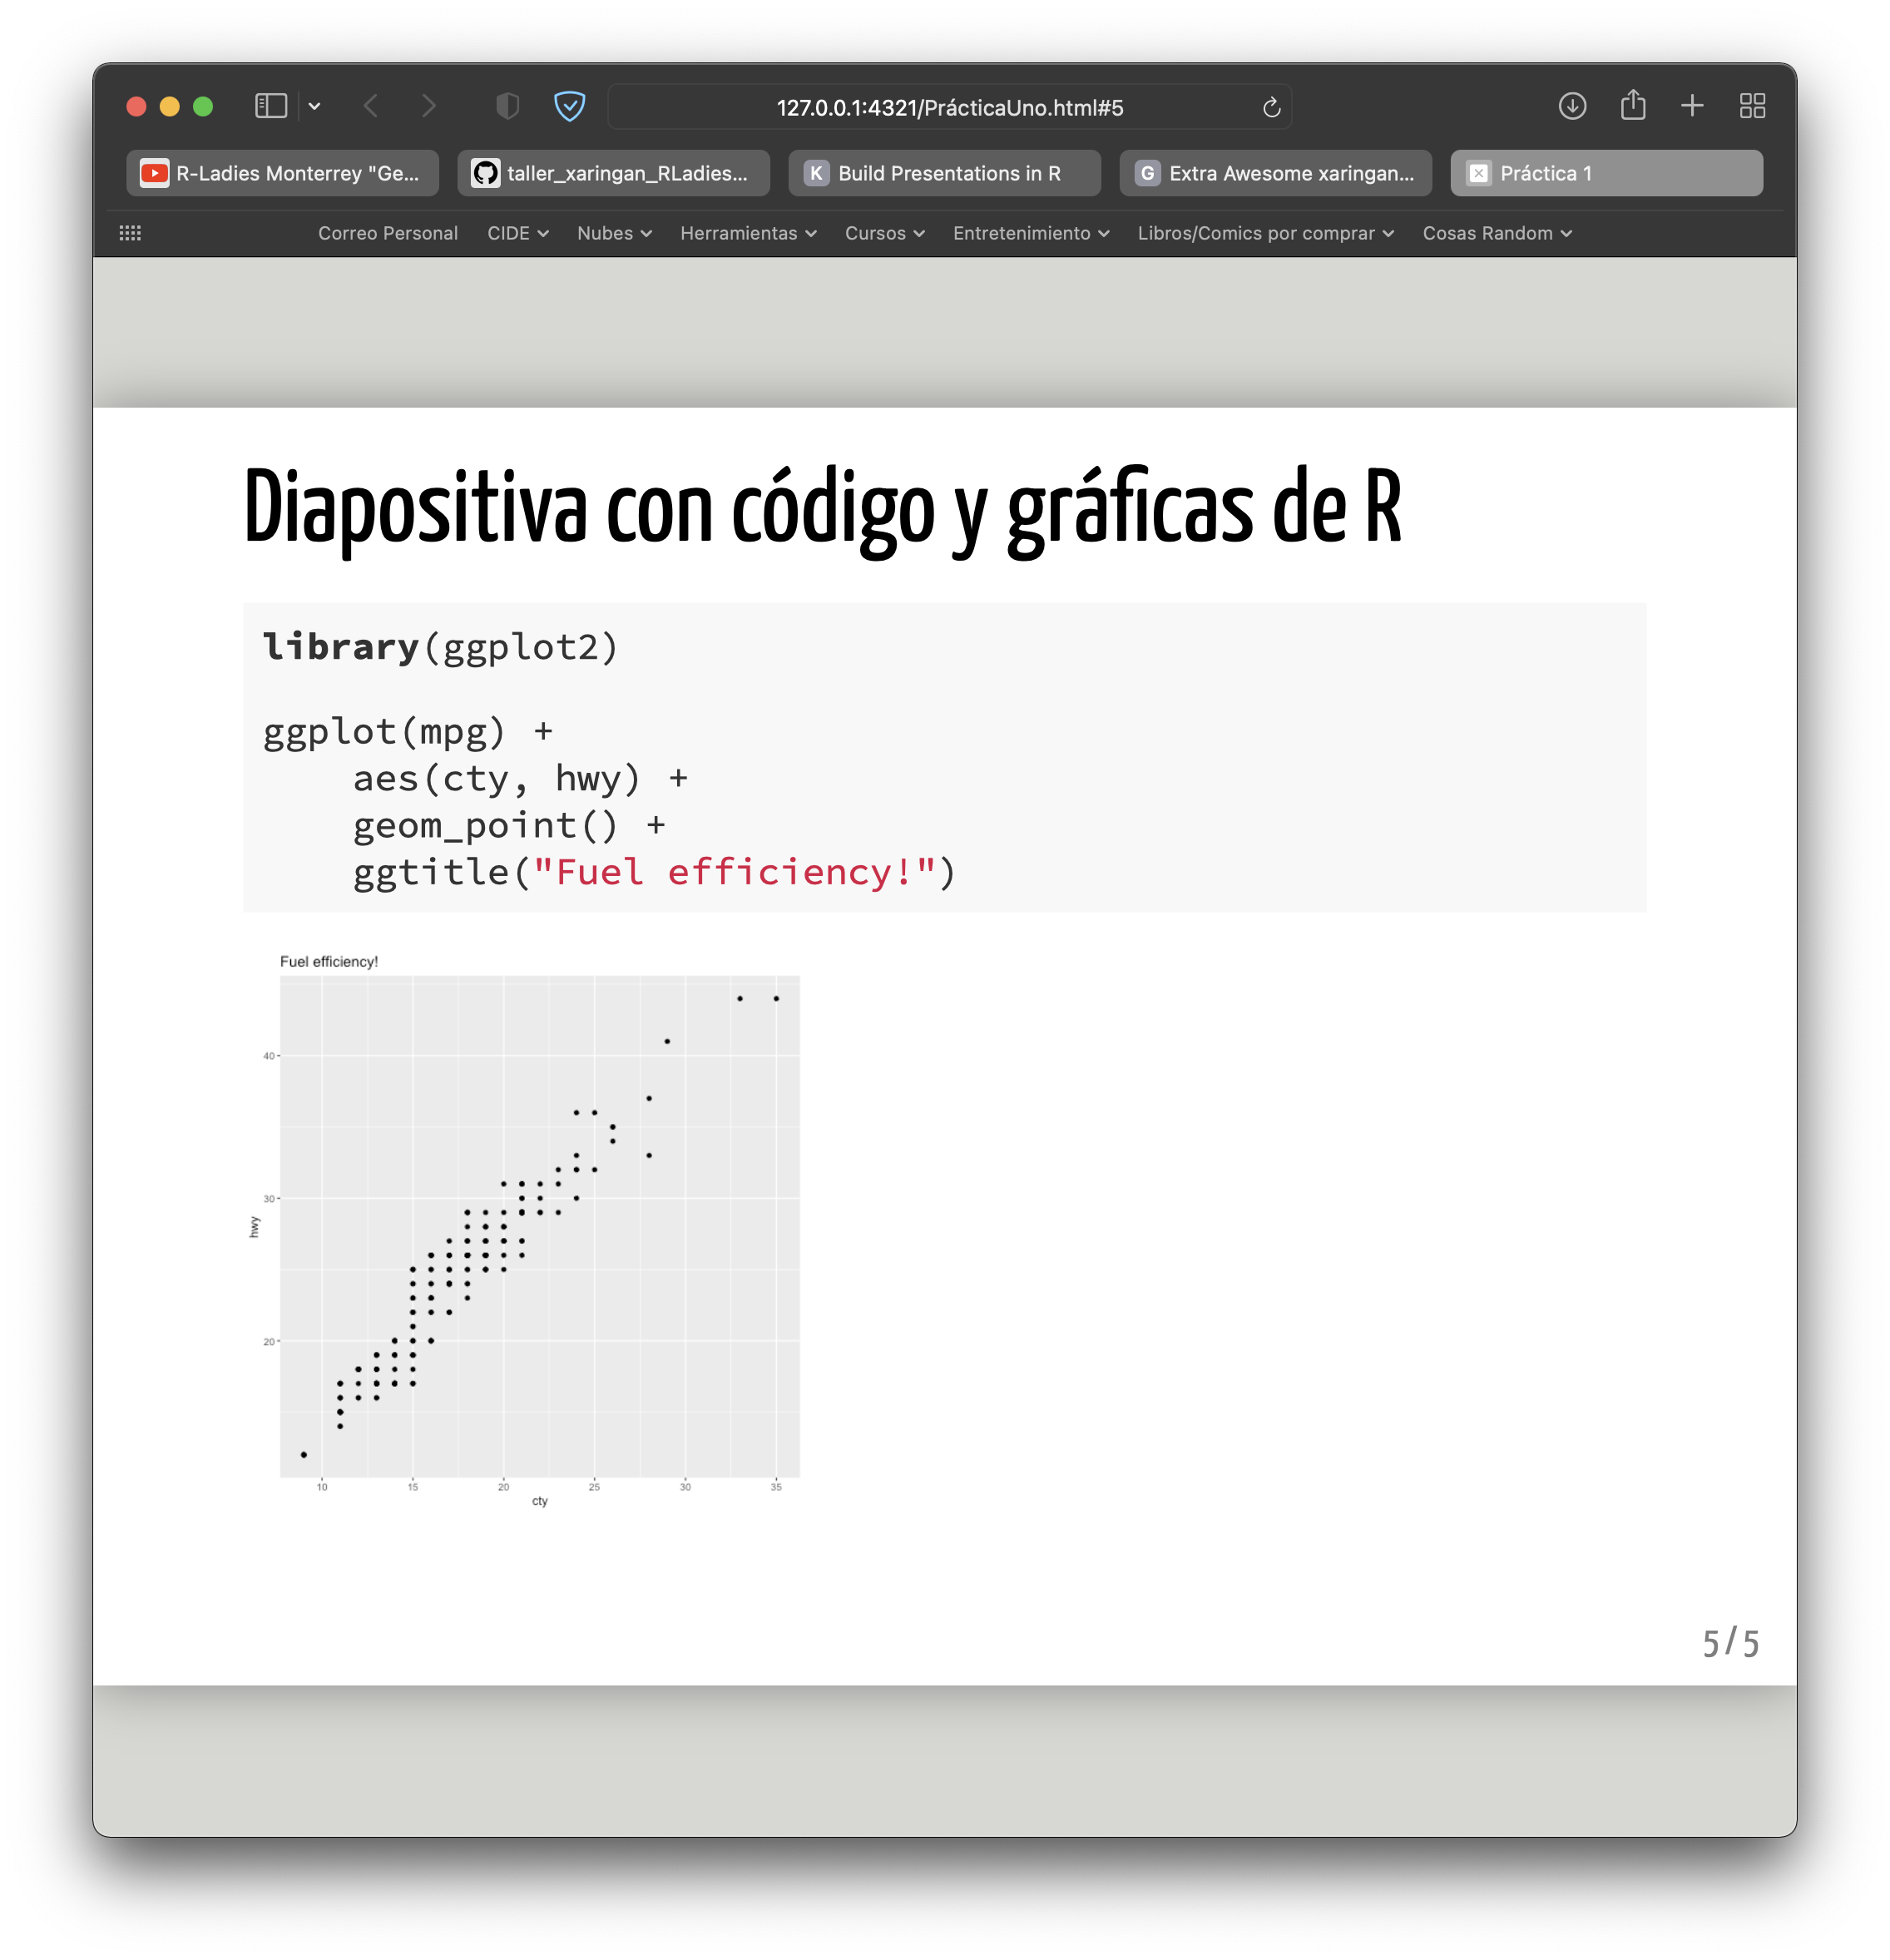 127.0.0.1:4321/PrácticaUno.html#5
R-Ladies Monterrey "Ge...
taller_xaringan_RLadies...
K Build Presentations in R
G Extra Awesome xaringan...
Práctica 1
Correo Personal CIDE Nubes Herramientas Cursos Entretenimiento Libros/Comics por comprar Cosas Random
Diapositiva con código y gráficas de R
library(ggplot2)
ggplot(mpg) +
    aes(cty, hwy) +
    geom_point() +
    ggtitle("Fuel efficiency!")
Fuel efficiency!
40
30
hwy
20
10 15 20 25 30 35
cty
5/5